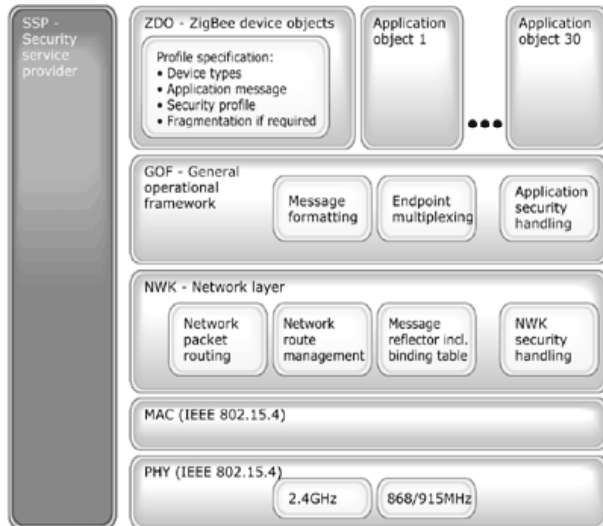 SSP -
Security
service
provider
ZDO - ZigBee device objects
Profile specification:
• Device types
• Application message
• Security profile
• Fragmentation if required
Application
object 1
Application
object 30
GOF - General
operational
framework
Message
formatting
Endpoint
multiplexing
Application
security
handling
NWK - Network layer
Network
packet
routing
Network
route
management
Message
reflector incl.
binding table
NWK
security
handling
MAC (IEEE 802.15.4)
PHY (IEEE 802.15.4)
2.4GHz
868/915MHz